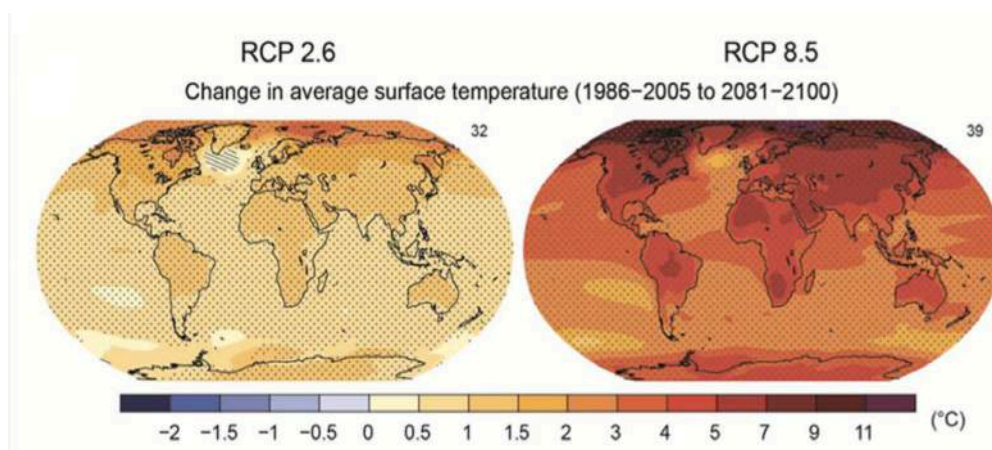 RCP 2.6 RCP 8.5
Change in average surface temperature (1986−2005 to 2081−2100)
32 39
−2 −1.5 −1 −0.5 0 0.5 1 1.5 2 3 4 5 7 9 11 (°C)